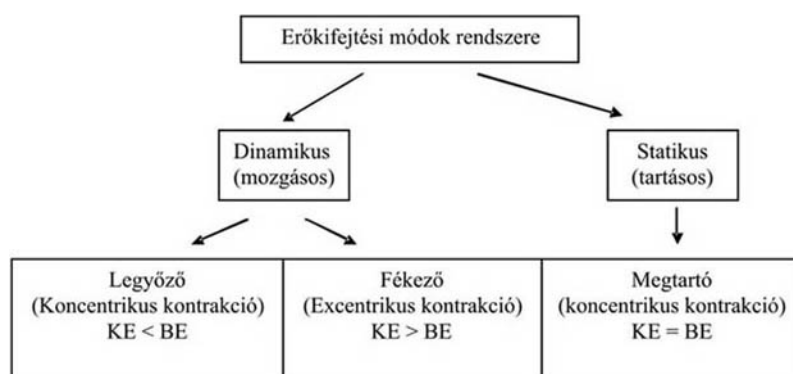 Erőkifejtési módok rendszere
Dinamikus
(mozgásos)
Statikus
(tartásos)
Legyőző
(Koncentrikus kontrakció)
KE < BE
Fékező
(Excentrikus kontrakció)
KE > BE
Megtartó
(koncentrikus kontrakció)
KE = BE